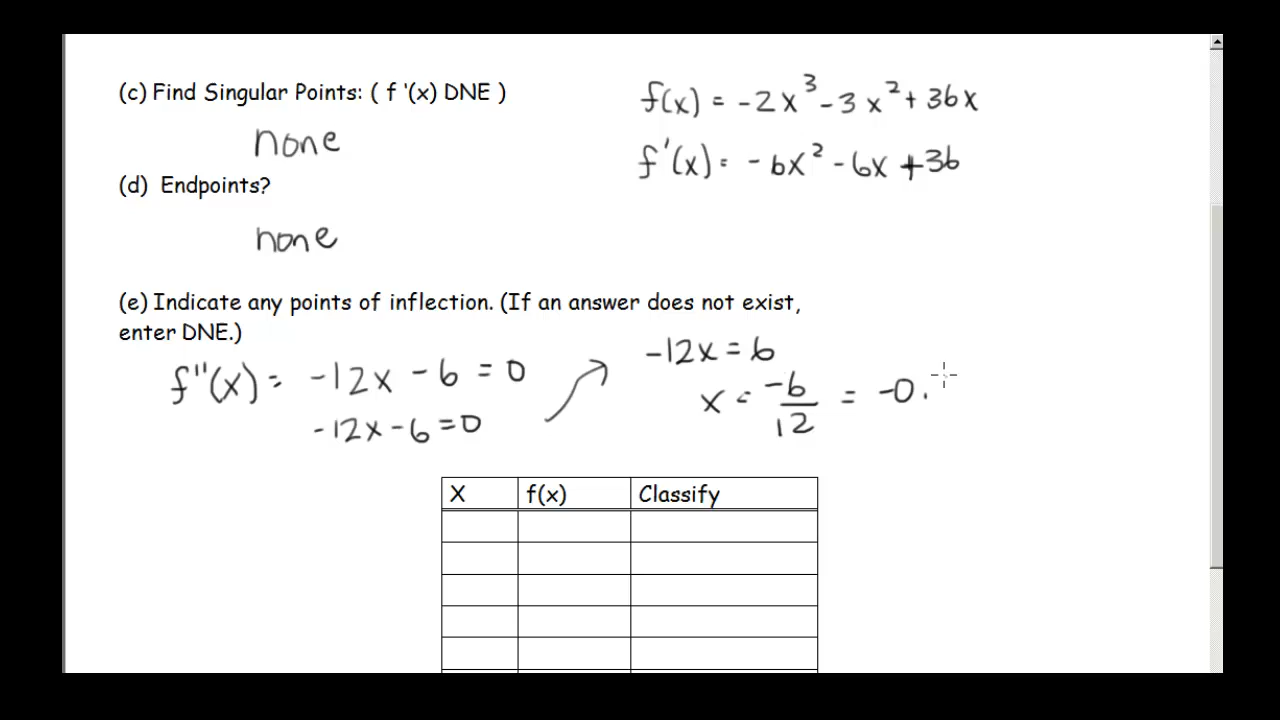 (c) Find Singular Points: ( f '(x) DNE )
f(x) = -2x³ - 3x² + 36x
none
f'(x) = -6x² - 6x + 36
(d) Endpoints?
none
(e) Indicate any points of inflection. (If an answer does not exist,
enter DNE.)
f''(x) = -12x - 6 = 0
-12x - 6 = 0
-12x = 6
x = -6/12 = -0.
X f(x) Classify